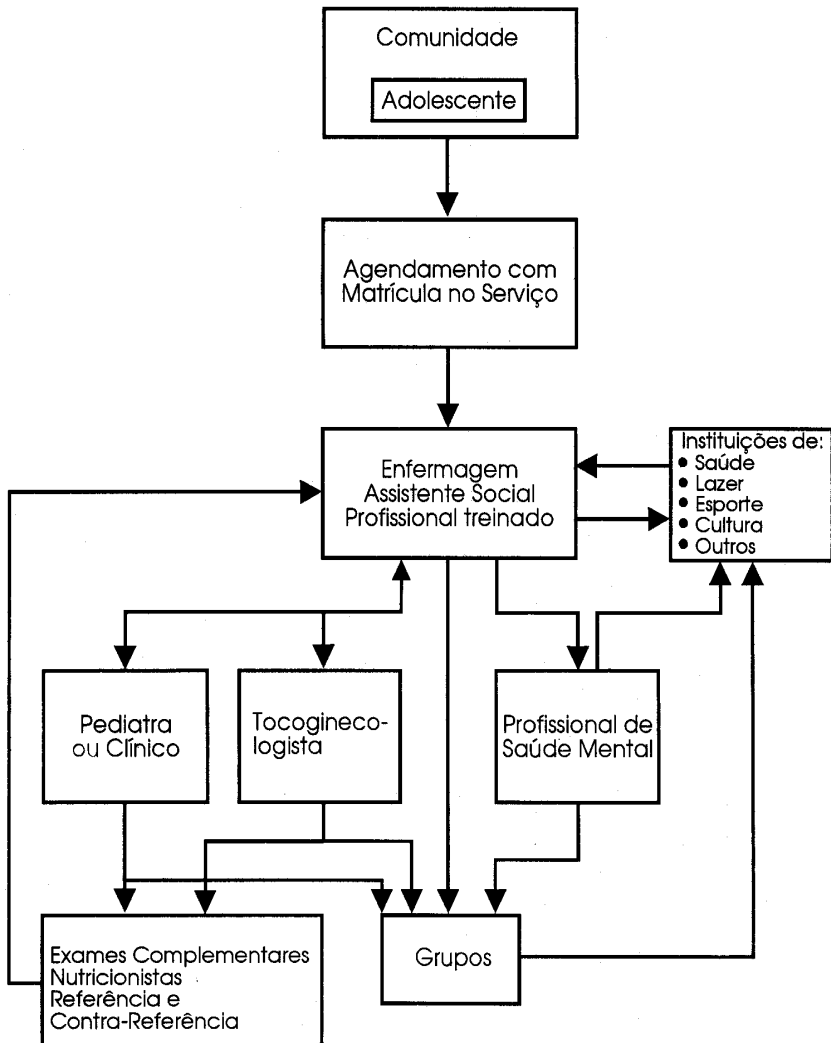 Comunidade
Adolescente
Agendamento com
Matrícula no Serviço
Enfermagem
Assistente Social
Profissional treinado
Instituições de:
• Saúde
• Lazer
• Esporte
• Cultura
• Outros
Pediatra
ou Clínico
Tocogineco-
logista
Profissional de
Saúde Mental
Exames Complementares
Nutricionistas
Referência e
Contra-Referência
Grupos